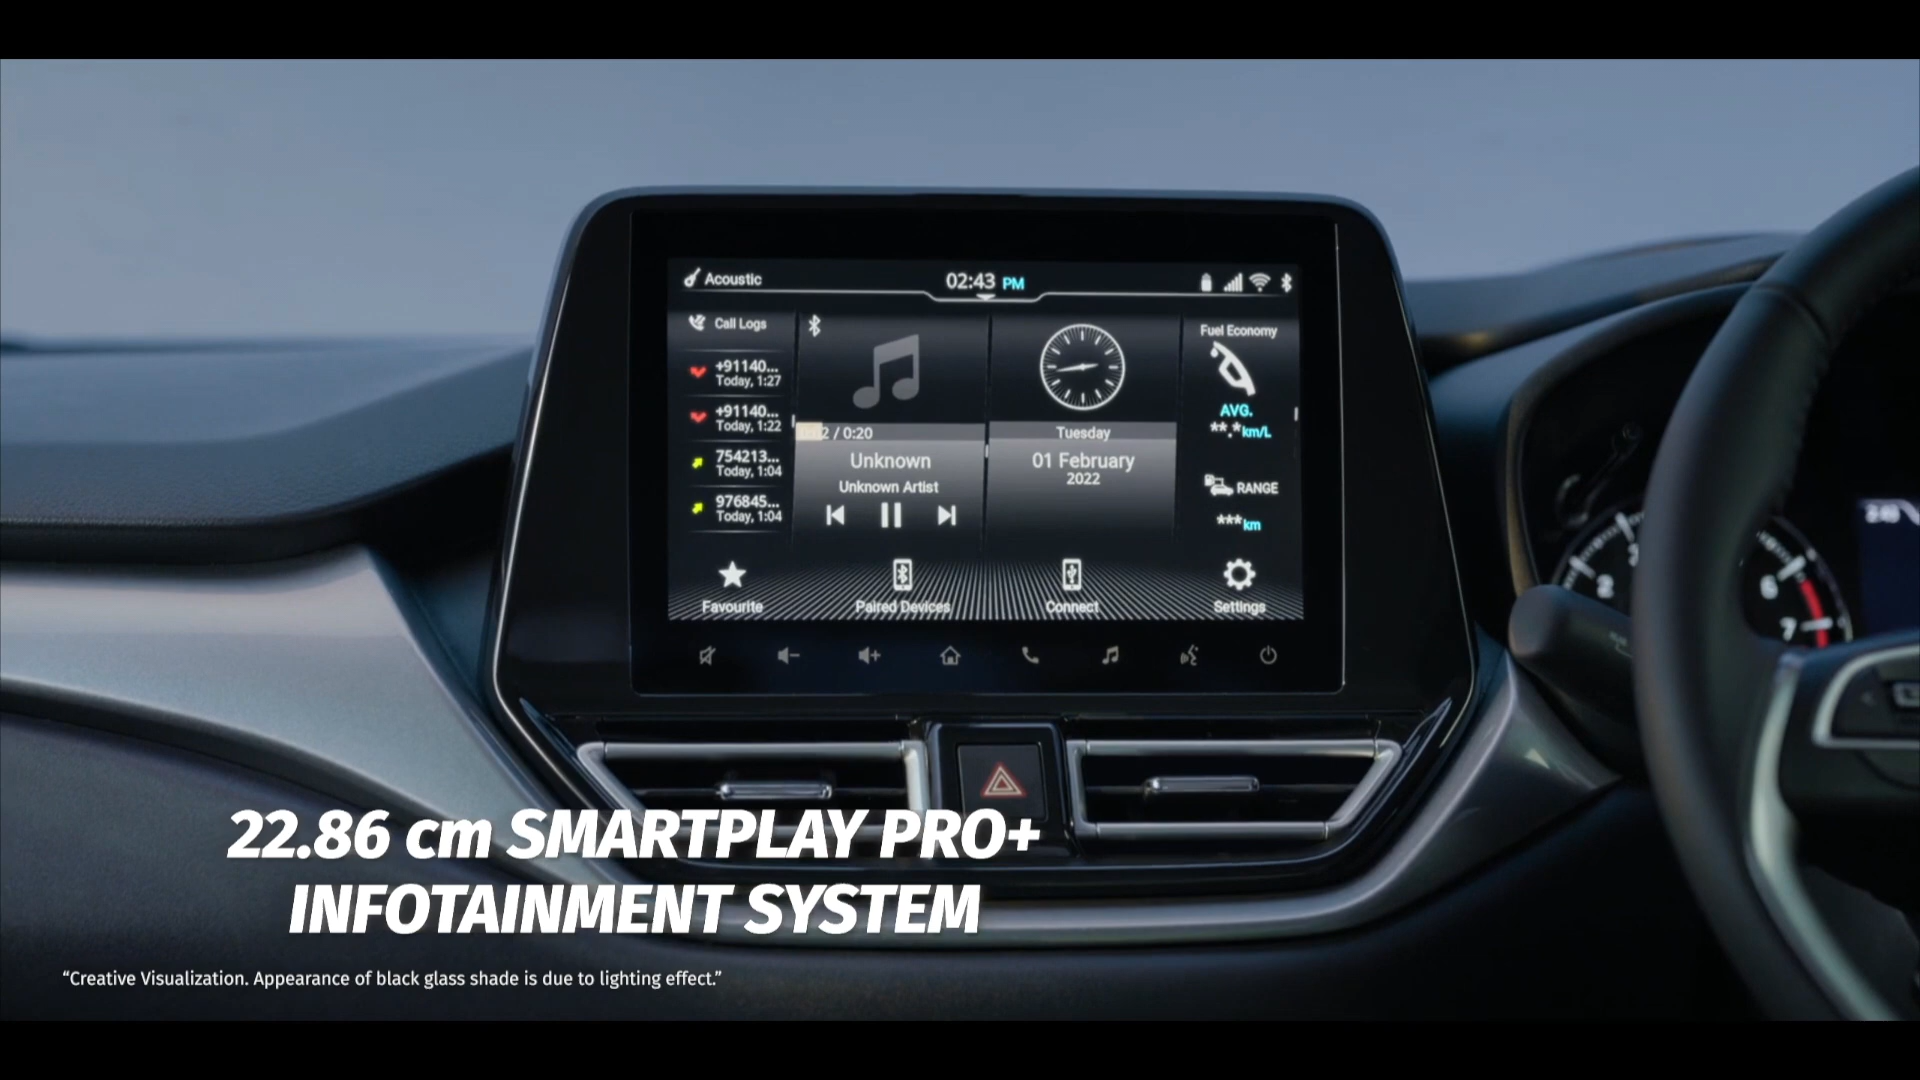 Acoustic
02:43 PM
Call Logs
Fuel Economy
+91140...
Today, 1:27
+91140...
Today, 1:22
754213...
Today, 1:04
976845...
Today, 1:04
/ 0:20
Unknown
Unknown Artist
Tuesday
01 February
2022
AVG.
**.*km/L
RANGE
***km
Favourite
Paired Devices
Connect
Settings
2
6
7
22.86 cm SMARTPLAY PRO+
INFOTAINMENT SYSTEM
“Creative Visualization. Appearance of black glass shade is due to lighting effect.”